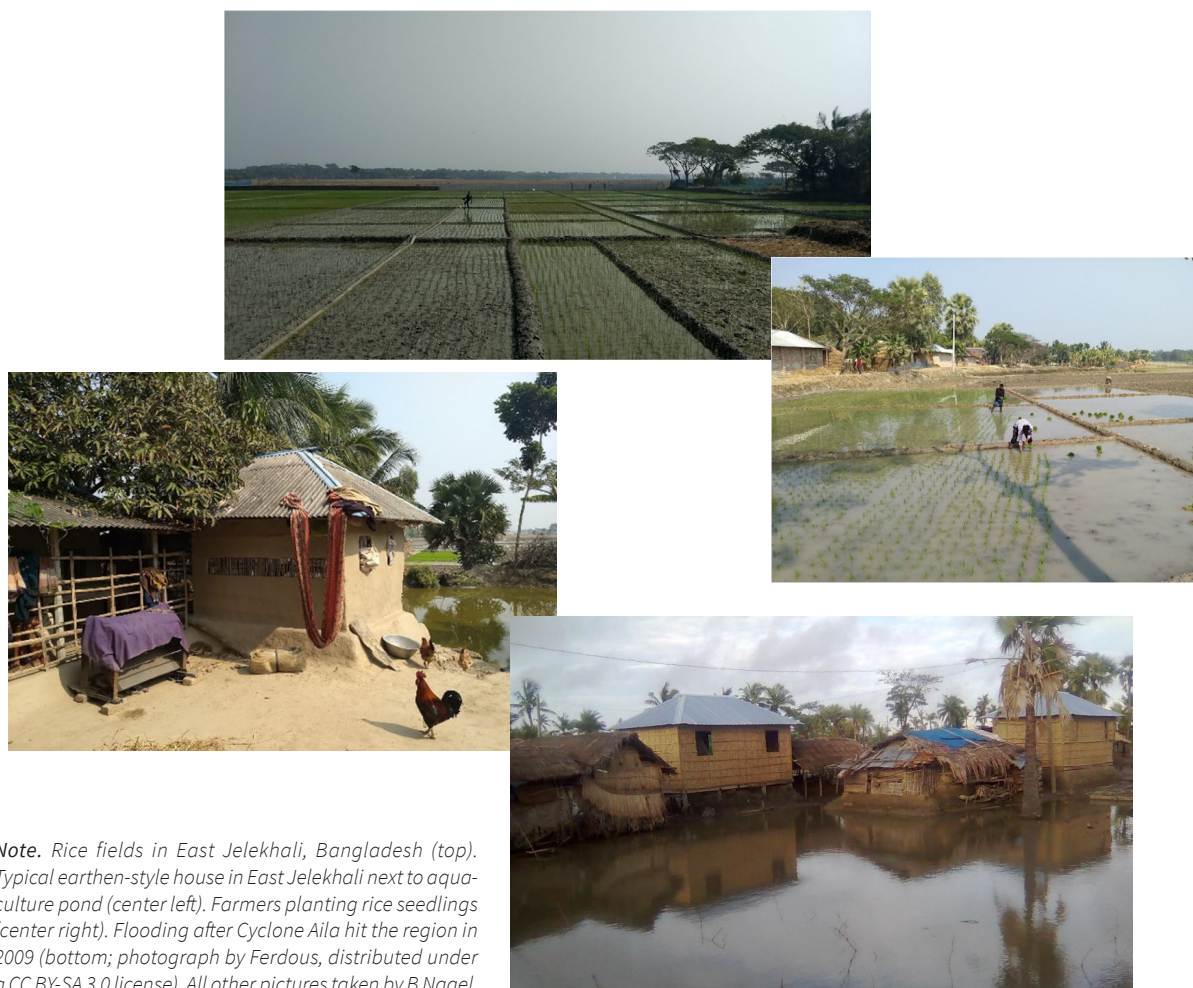 Note. Rice fields in East Jelekhali, Bangladesh (top).
Typical earthen-style house in East Jelekhali next to aqua-
culture pond (center left). Farmers planting rice seedlings
(center right). Flooding after Cyclone Aila hit the region in
2009 (bottom; photograph by Ferdous, distributed under
a CC BY-SA 3.0 license). All other pictures taken by B.Nagel.